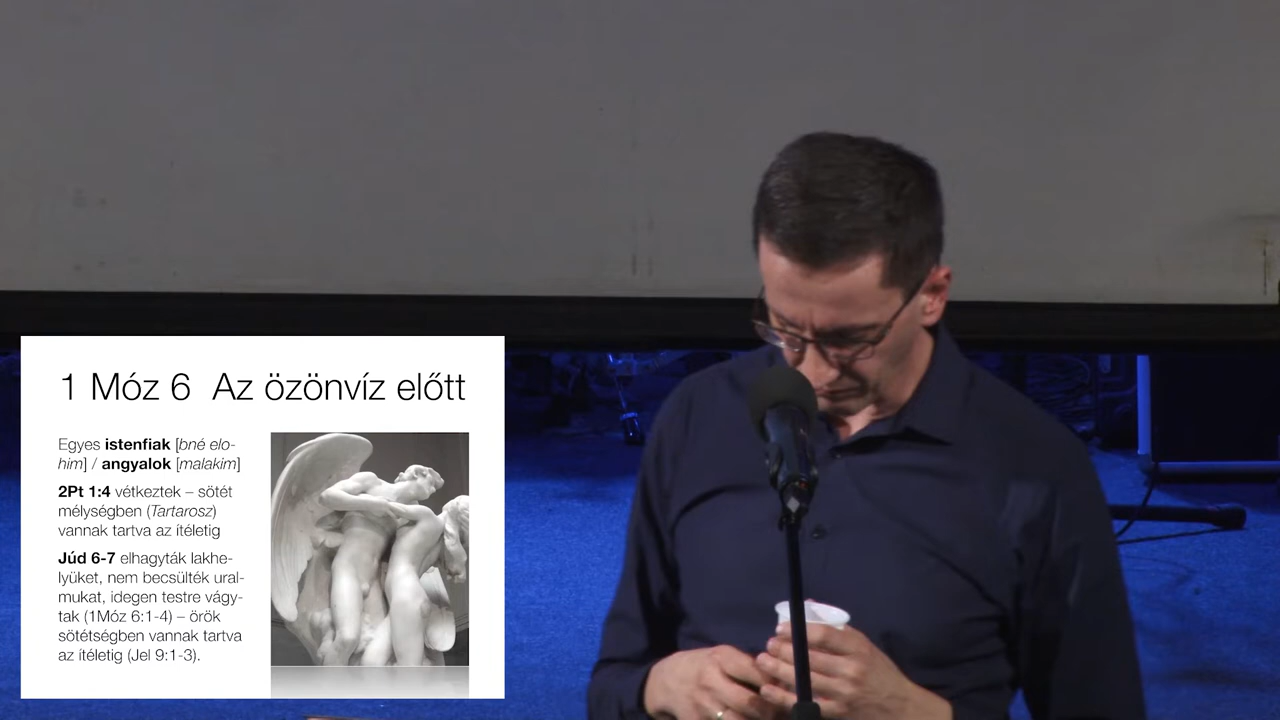 1 Móz 6  Az özönvíz előtt
Egyes istenfiak [bné elo-
him] / angyalok [malakim]
2Pt 1:4 vétkeztek – sötét
mélységben (Tartarosz)
vannak tartva az ítéletig
Júd 6-7 elhagyták lakhe-
lyüket, nem becsülték ural-
mukat, idegen testre vágy-
tak (1Móz 6:1-4) – örök
sötétségben vannak tartva
az ítéletig (Jel 9:1-3).